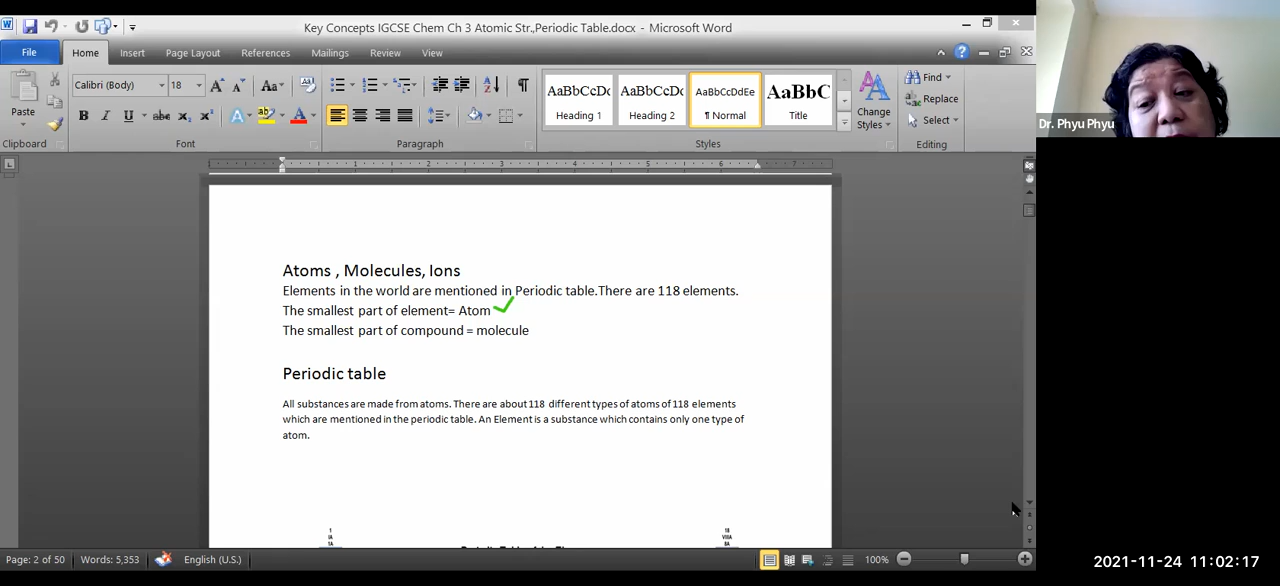 Key Concepts IGCSE Chem Ch 3 Atomic Str.,Periodic Table.docx - Microsoft Word
File Home Insert Page Layout References Mailings Review View
Calibri (Body) 18
Find
Replace
Select
Paste
AaBbCcDc AaBbCcDc AaBbCcDdEe AaBbC
Heading 1 Heading 2 ¶ Normal Title
Change
Styles
Clipboard Font Paragraph Styles Editing
Dr. Phyu Phyu
Atoms , Molecules, Ions
Elements in the world are mentioned in Periodic table.There are 118 elements.
The smallest part of element= Atom
The smallest part of compound = molecule
Periodic table
All substances are made from atoms. There are about 118 different types of atoms of 118 elements
which are mentioned in the periodic table. An Element is a substance which contains only one type of
atom.
1 18
IA VIIIA
1A 8A
Page: 2 of 50 Words: 5,353 English (U.S.) 100%
2021-11-24 11:02:17